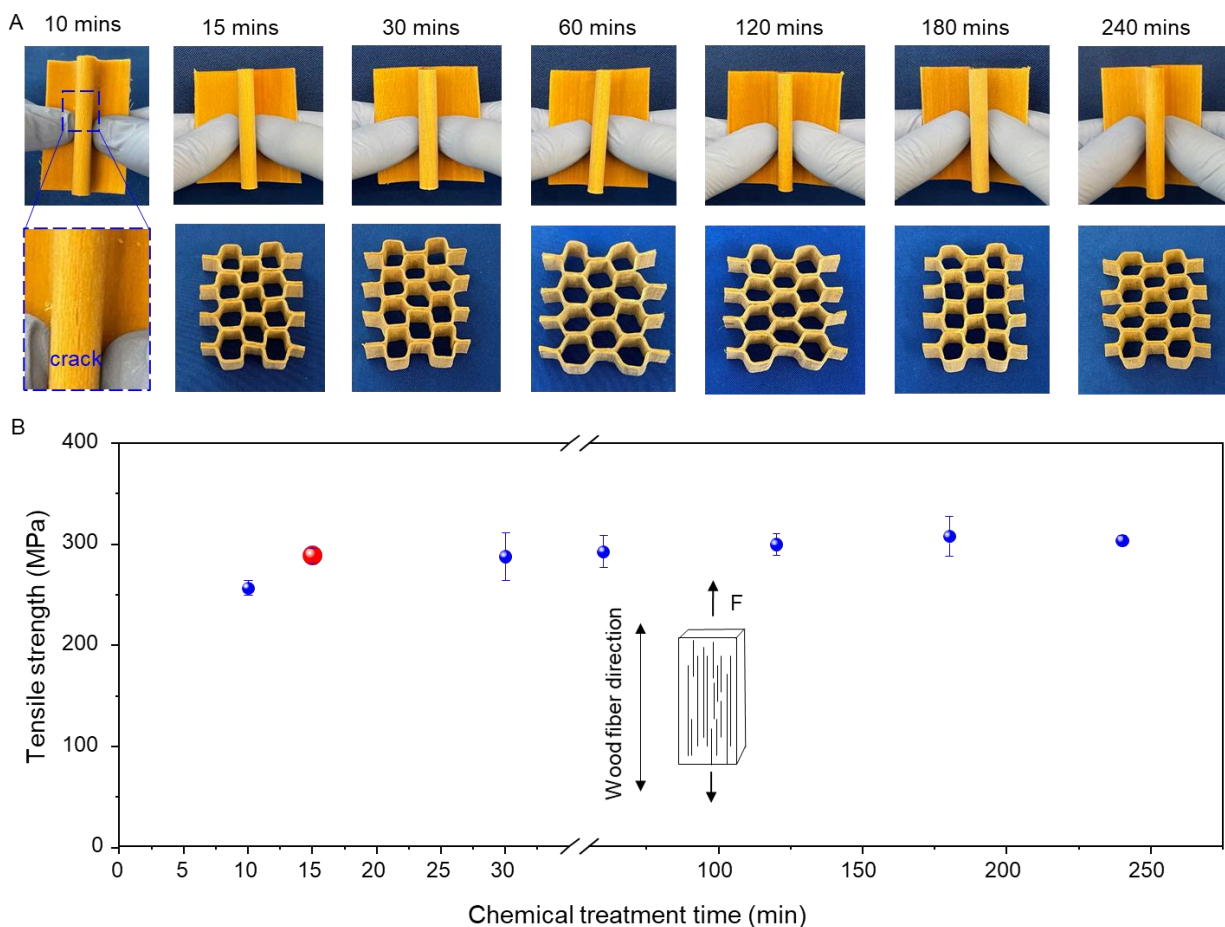 A
10 mins
15 mins
30 mins
60 mins
120 mins
180 mins
240 mins
crack
B
400
300
200
100
0
Tensile strength (MPa)
Wood fiber direction
F
0
5
10
15
20
25
30
100
150
200
250
Chemical treatment time (min)